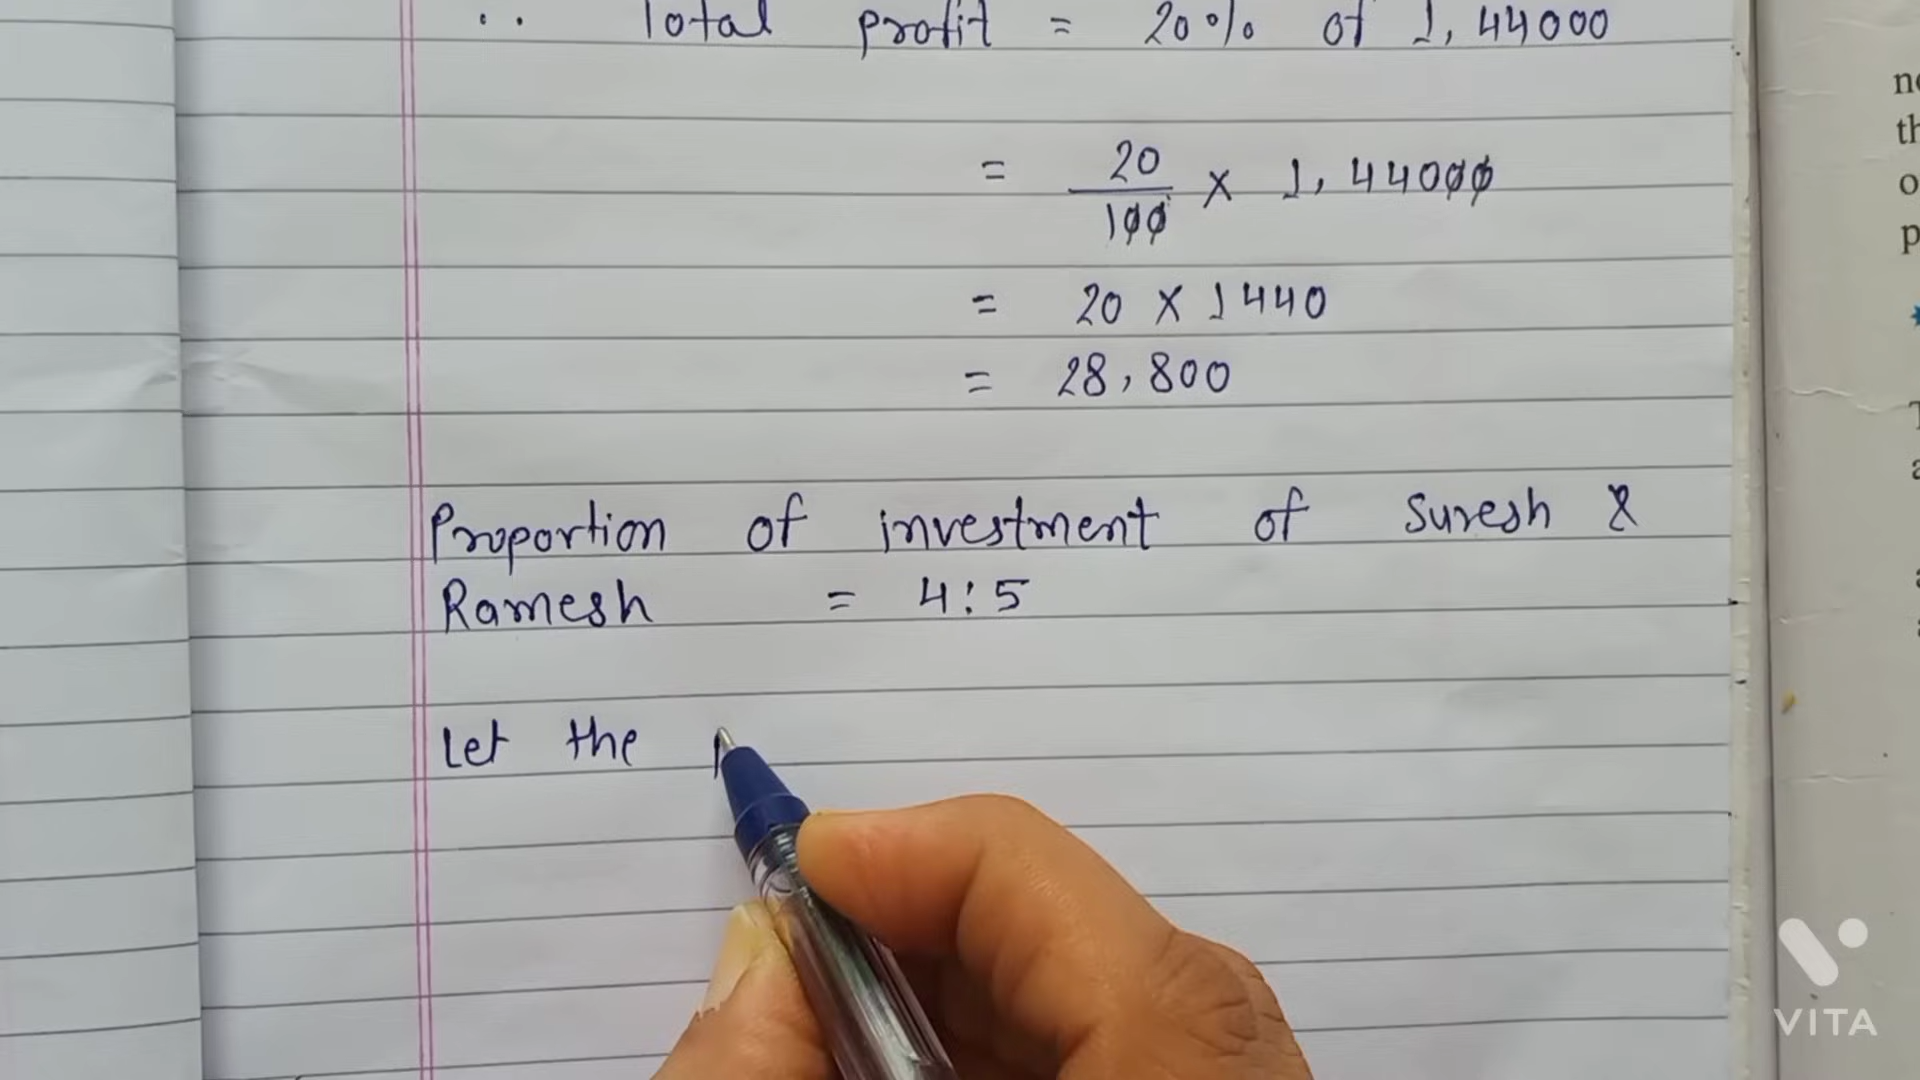 ∴ Total profit = 20% of 1,44000
= 20/100 × 1,44000
= 20 × 1440
= 28,800
Proportion of investment of Suresh &
Ramesh = 4:5
Let the
VITA